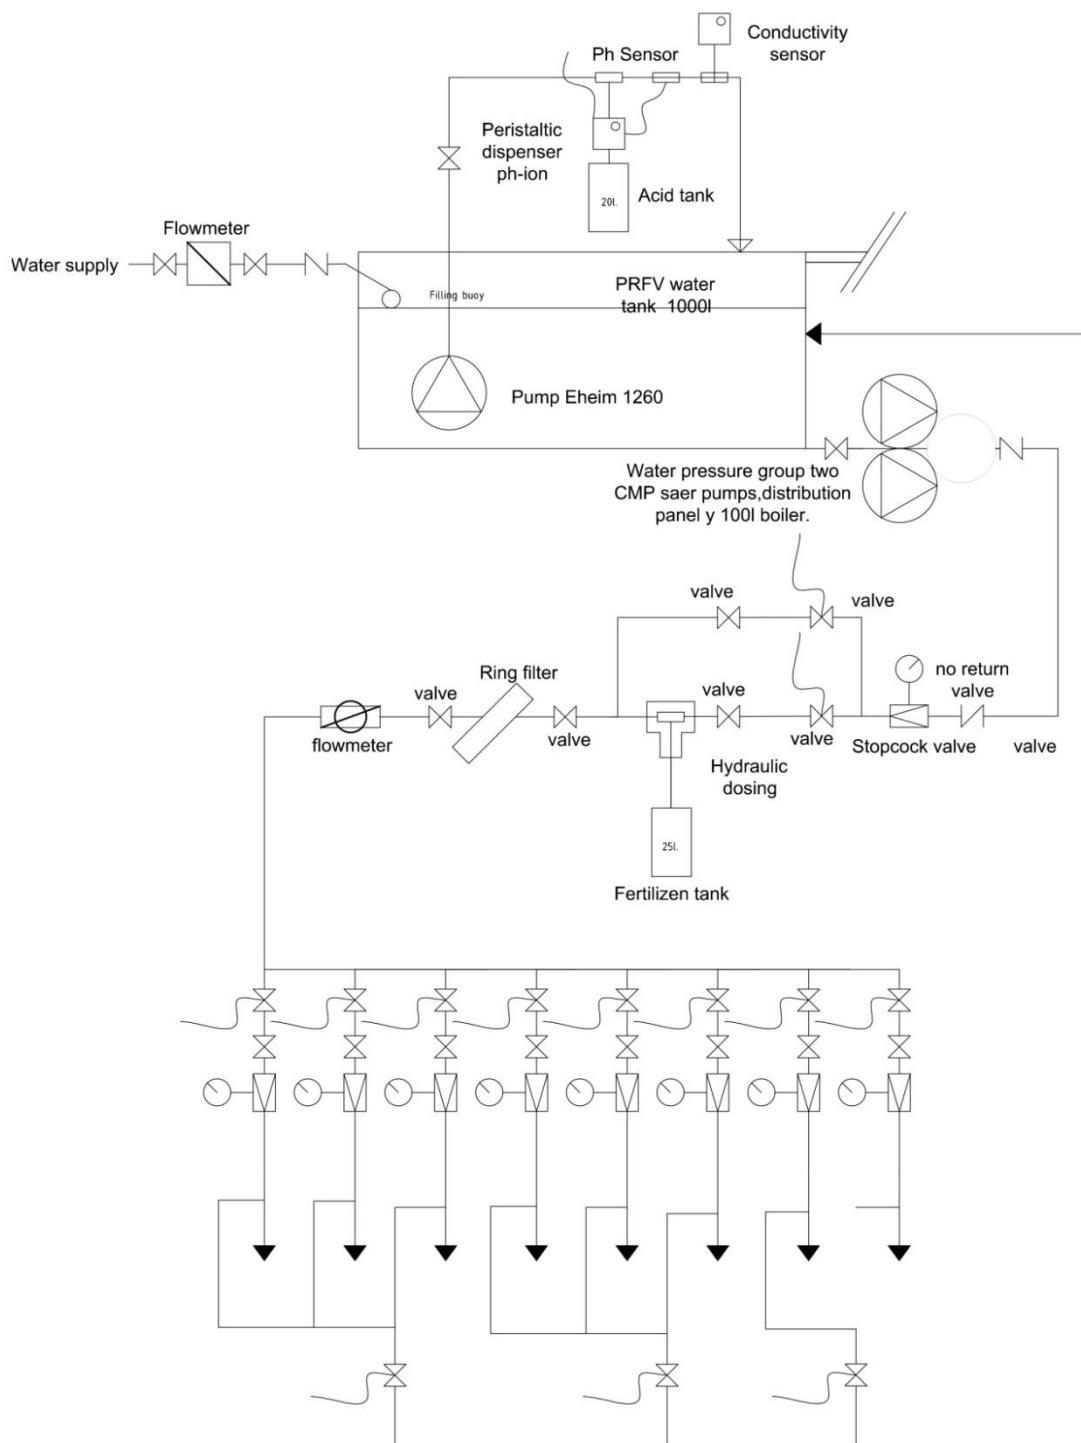 Conductivity
sensor
Ph Sensor
Peristaltic
dispenser
ph-ion
20l.
Acid tank
Flowmeter
Water supply
Filling buoy
PRFV water
tank 1000l
Pump Eheim 1260
Water pressure group two
CMP saer pumps,distribution
panel y 100l boiler.
valve
valve
Ring filter
valve
valve
no return
valve
flowmeter
valve
valve
Stopcock valve
valve
Hydraulic
dosing
25l.
Fertilizen tank